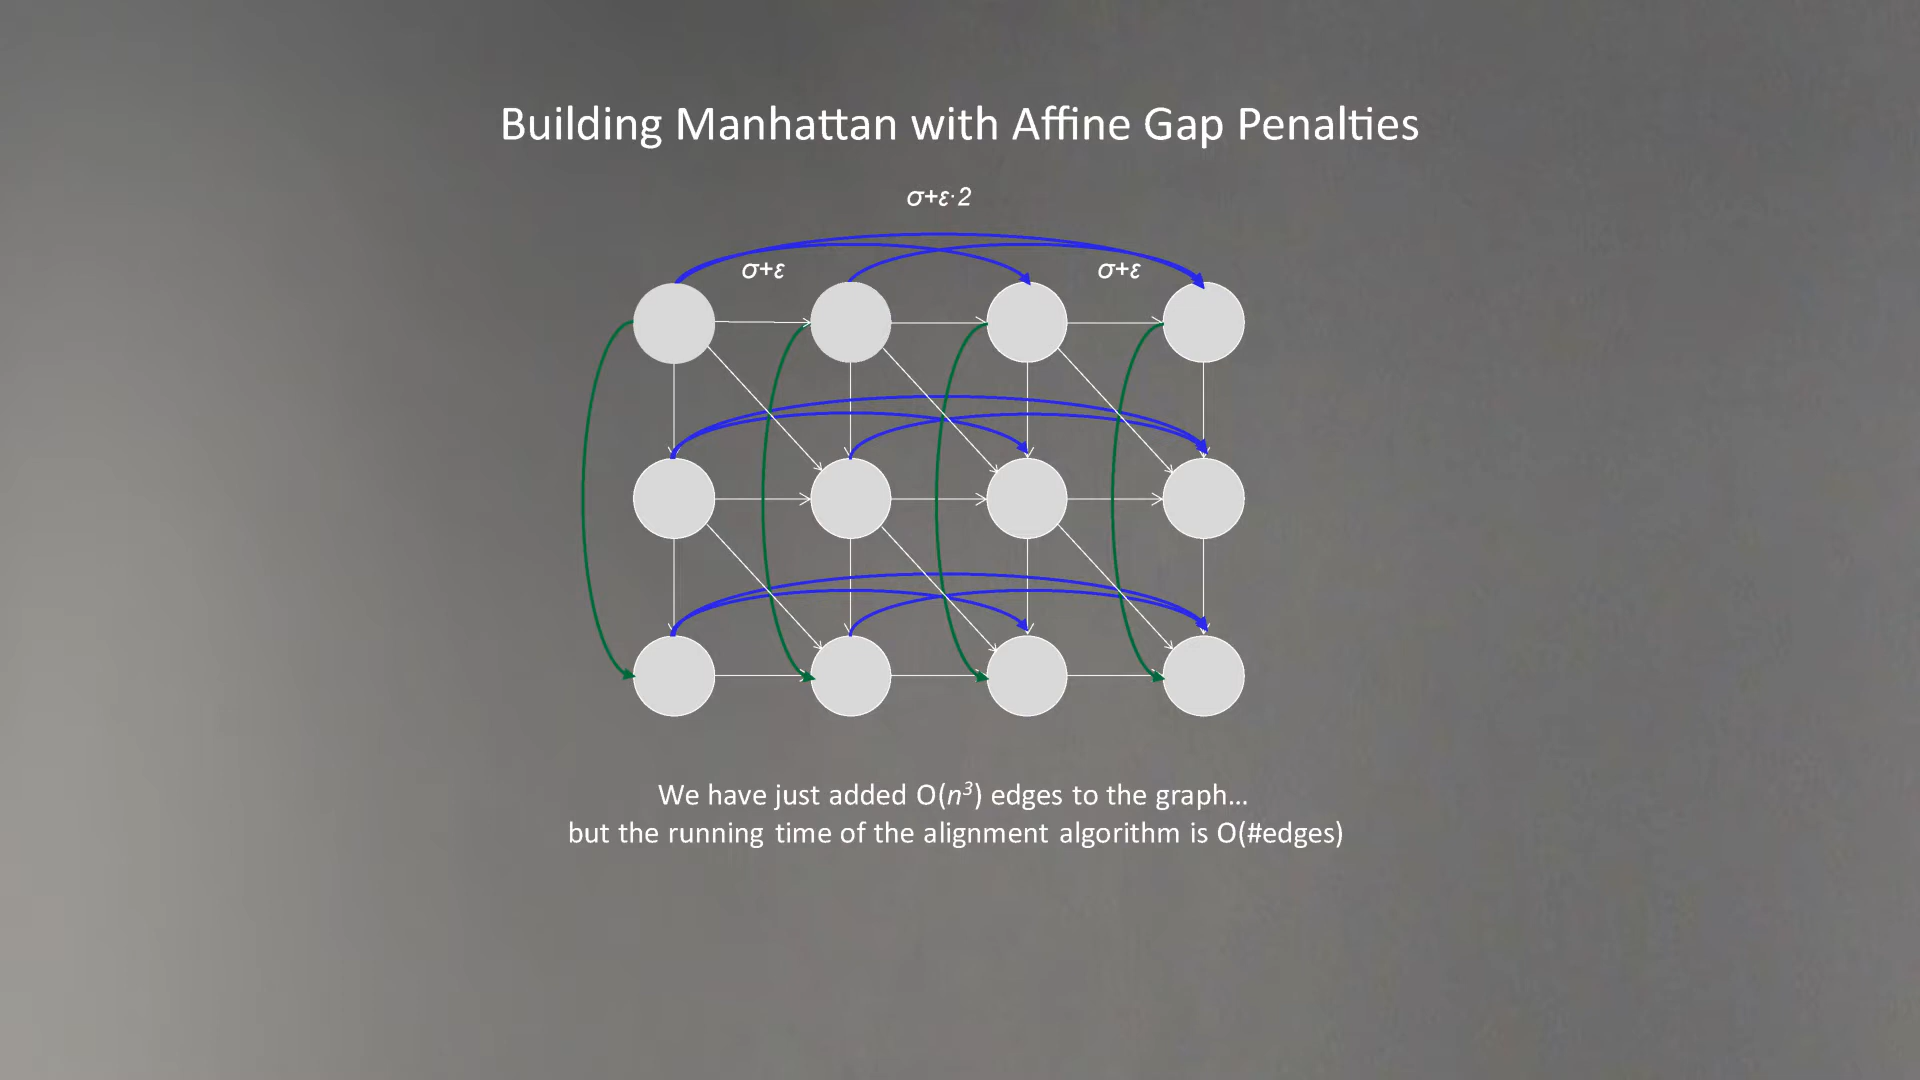 Building Manhattan with Affine Gap Penalties
σ+ε·2
σ+ε
σ+ε
We have just added O(n³) edges to the graph…
but the running time of the alignment algorithm is O(#edges)